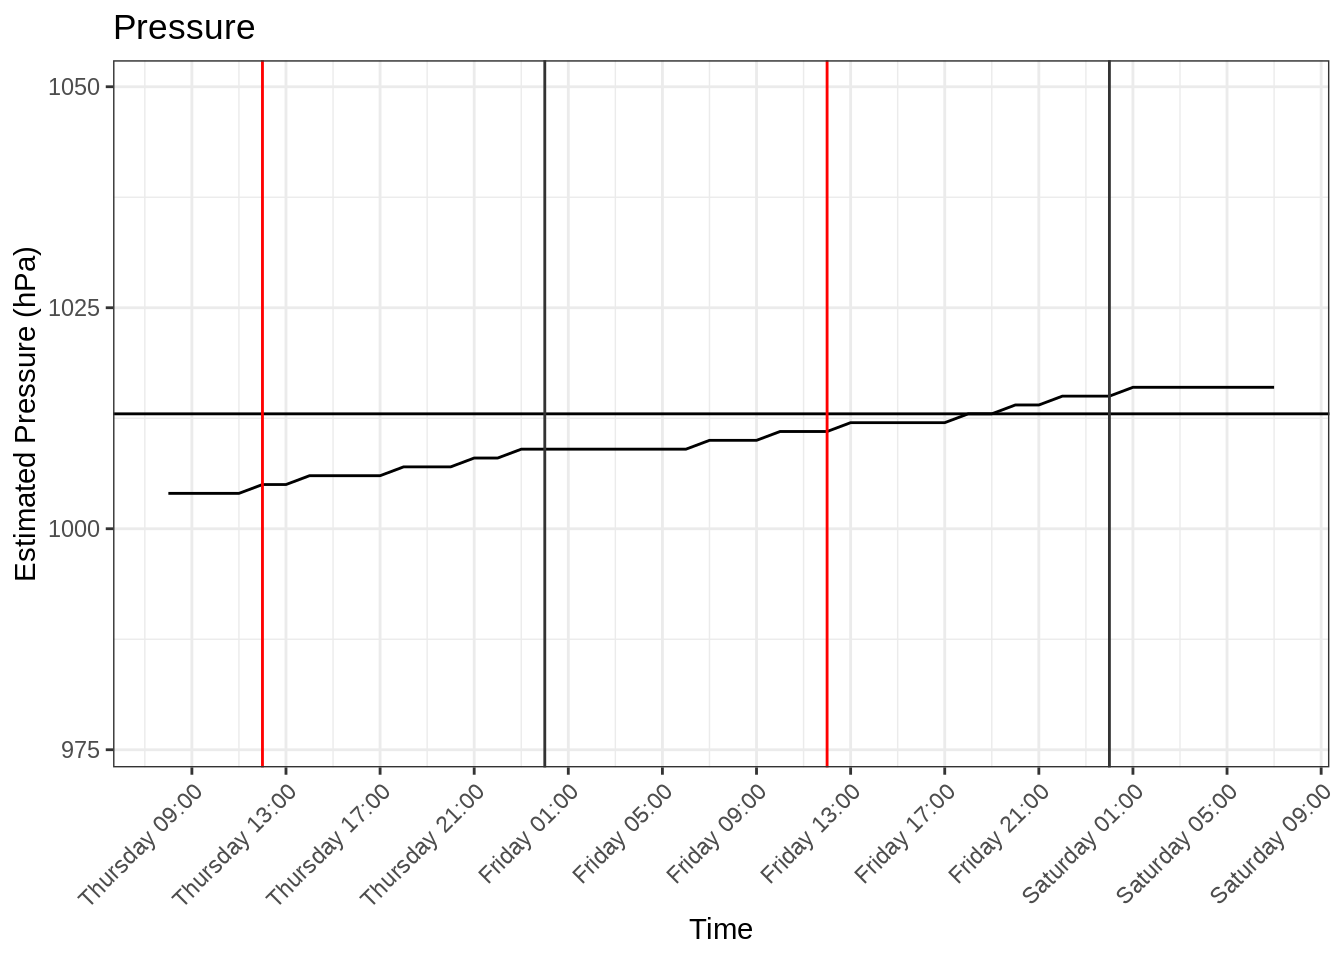 Pressure
Estimated Pressure (hPa)
1050
1025
1000
975
Thursday 09:00
Thursday 13:00
Thursday 17:00
Thursday 21:00
Friday 01:00
Friday 05:00
Friday 09:00
Friday 13:00
Friday 17:00
Friday 21:00
Saturday 01:00
Saturday 05:00
Saturday 09:00
Time